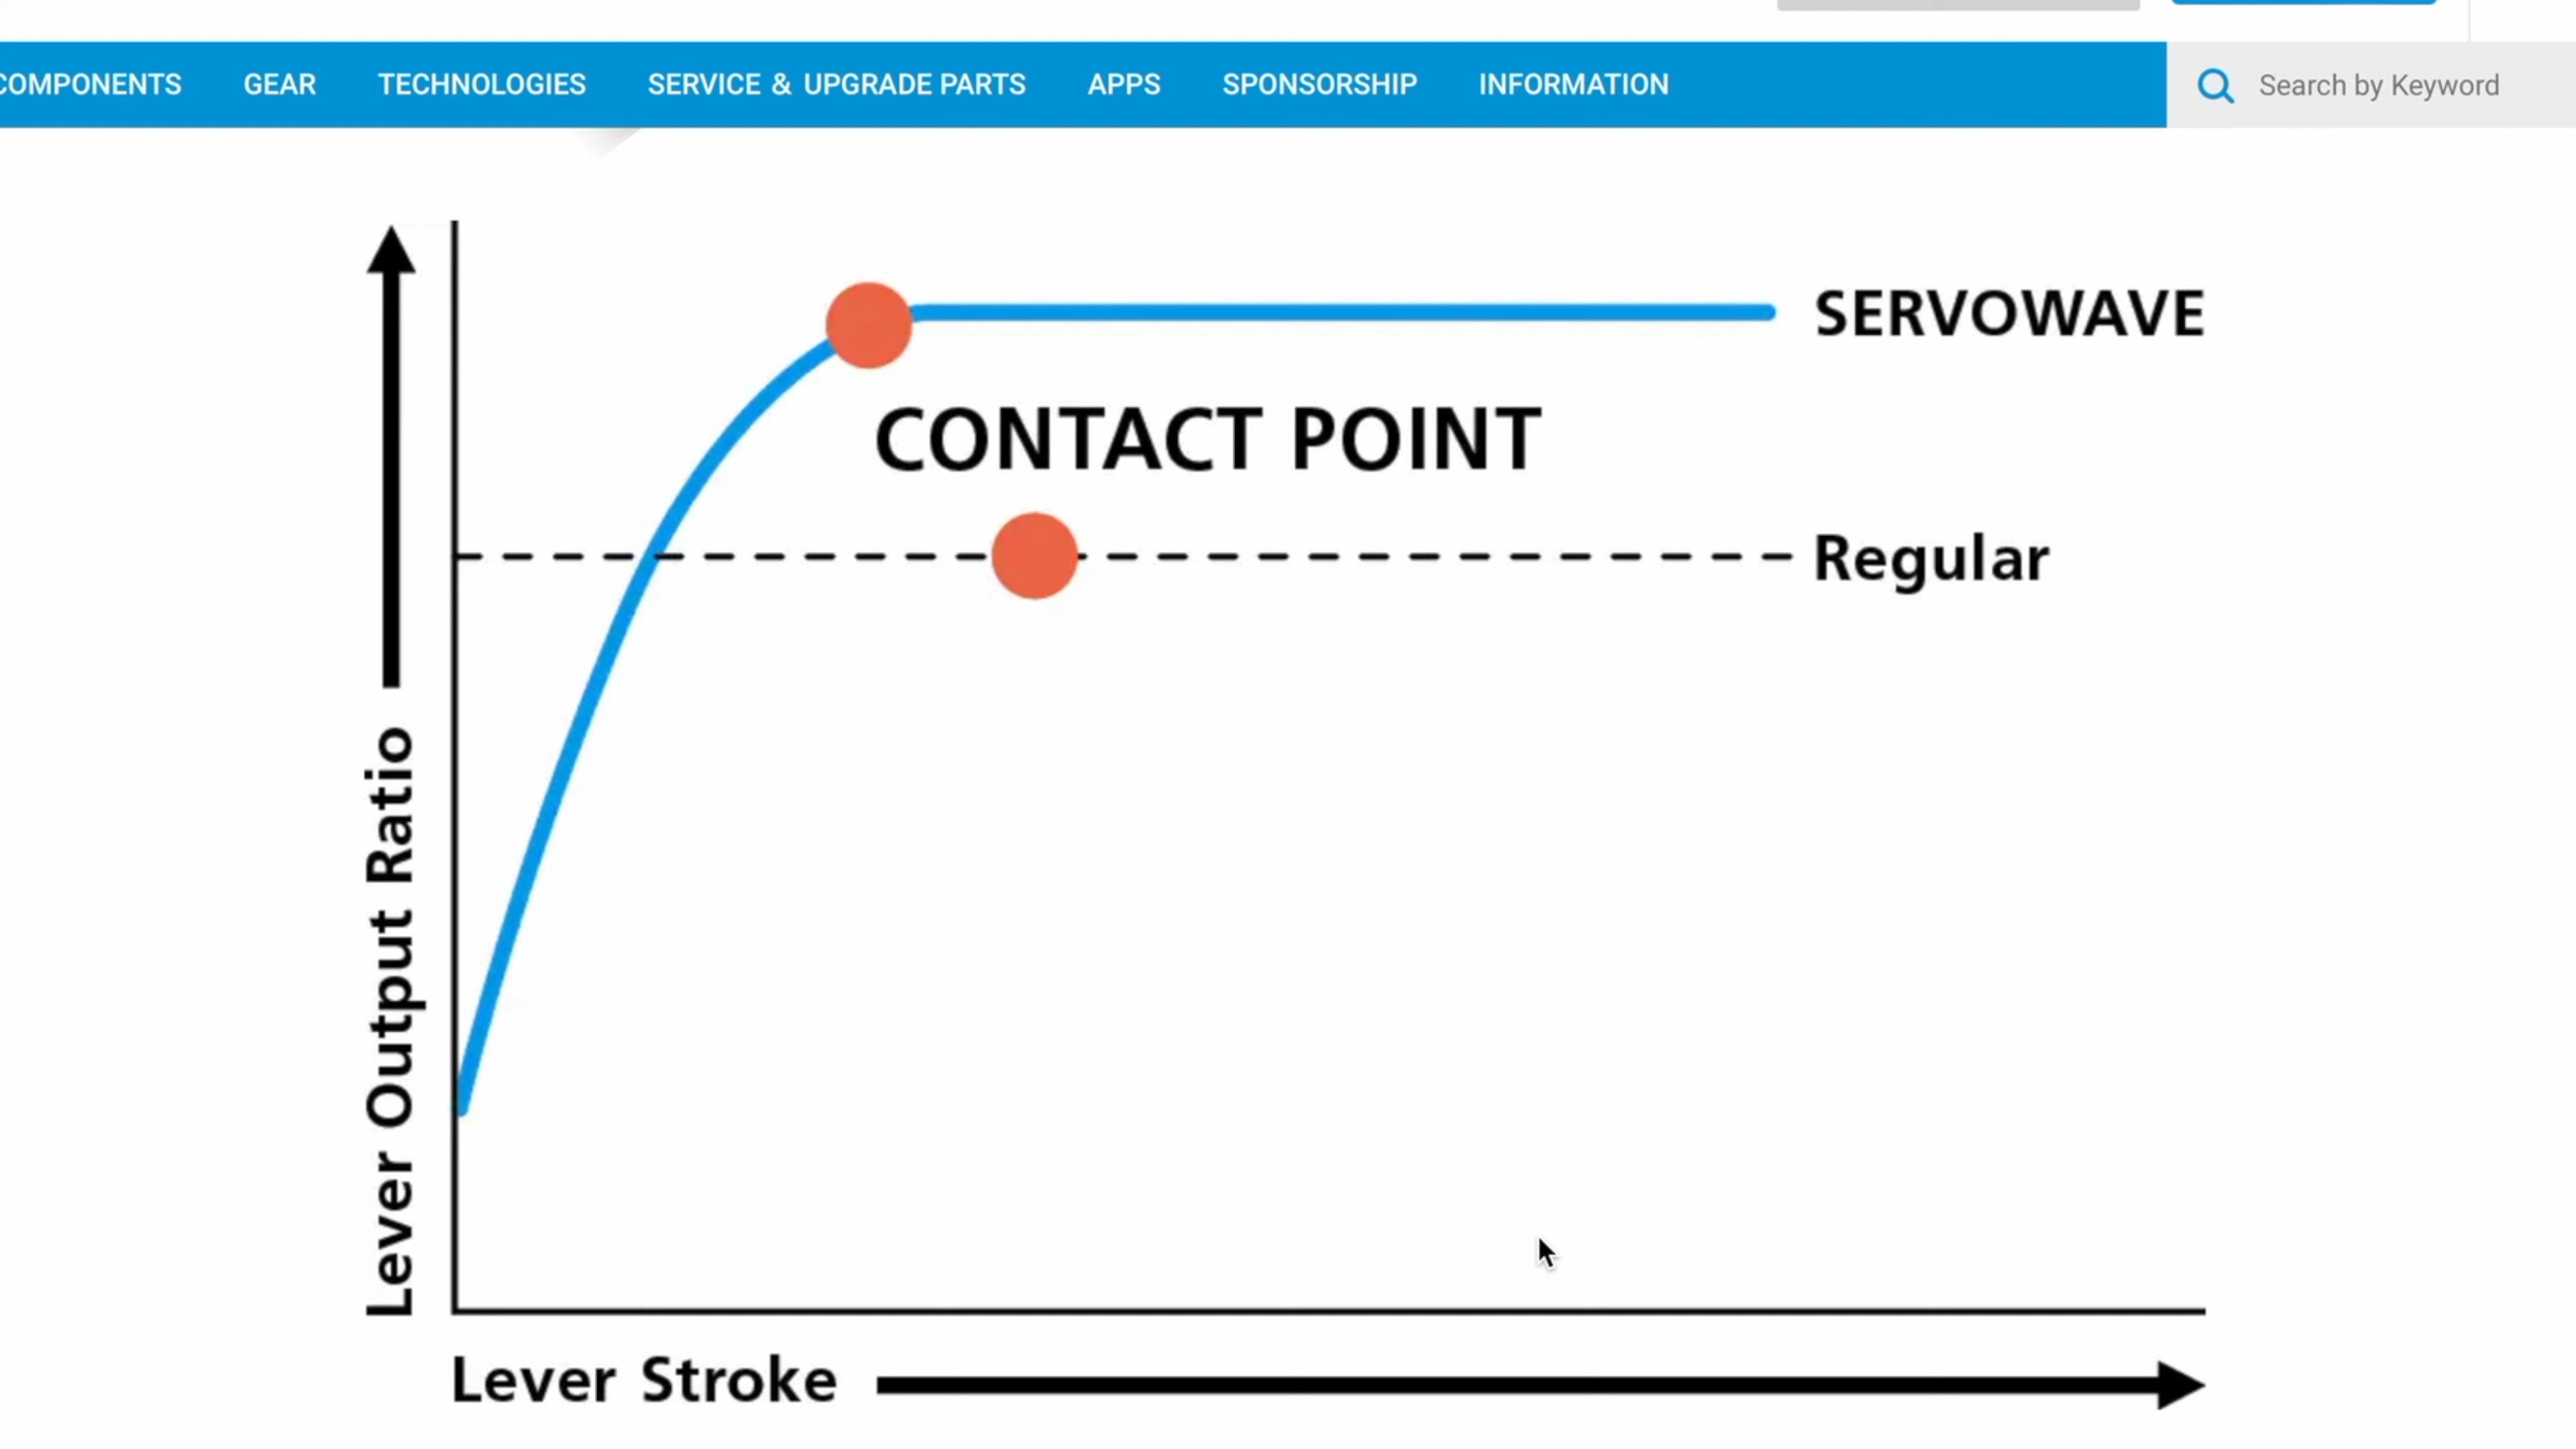 COMPONENTS GEAR TECHNOLOGIES SERVICE & UPGRADE PARTS APPS SPONSORSHIP INFORMATION Search by Keyword
SERVOWAVE
CONTACT POINT
Regular
Lever Output Ratio
Lever Stroke